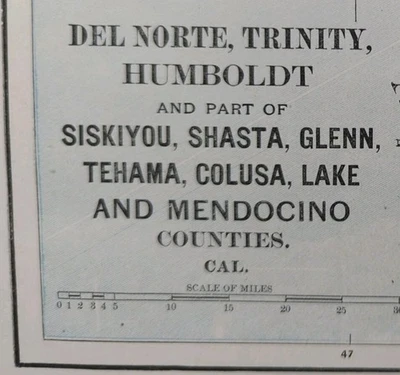 DEL NORTE, TRINITY,
HUMBOLDT
AND PART OF
SISKIYOU, SHASTA, GLENN,
TEHAMA, COLUSA, LAKE
AND MENDOCINO
COUNTIES.
CAL.
SCALE OF MILES
0 1 2 3 4 5 10 15 20 25
47